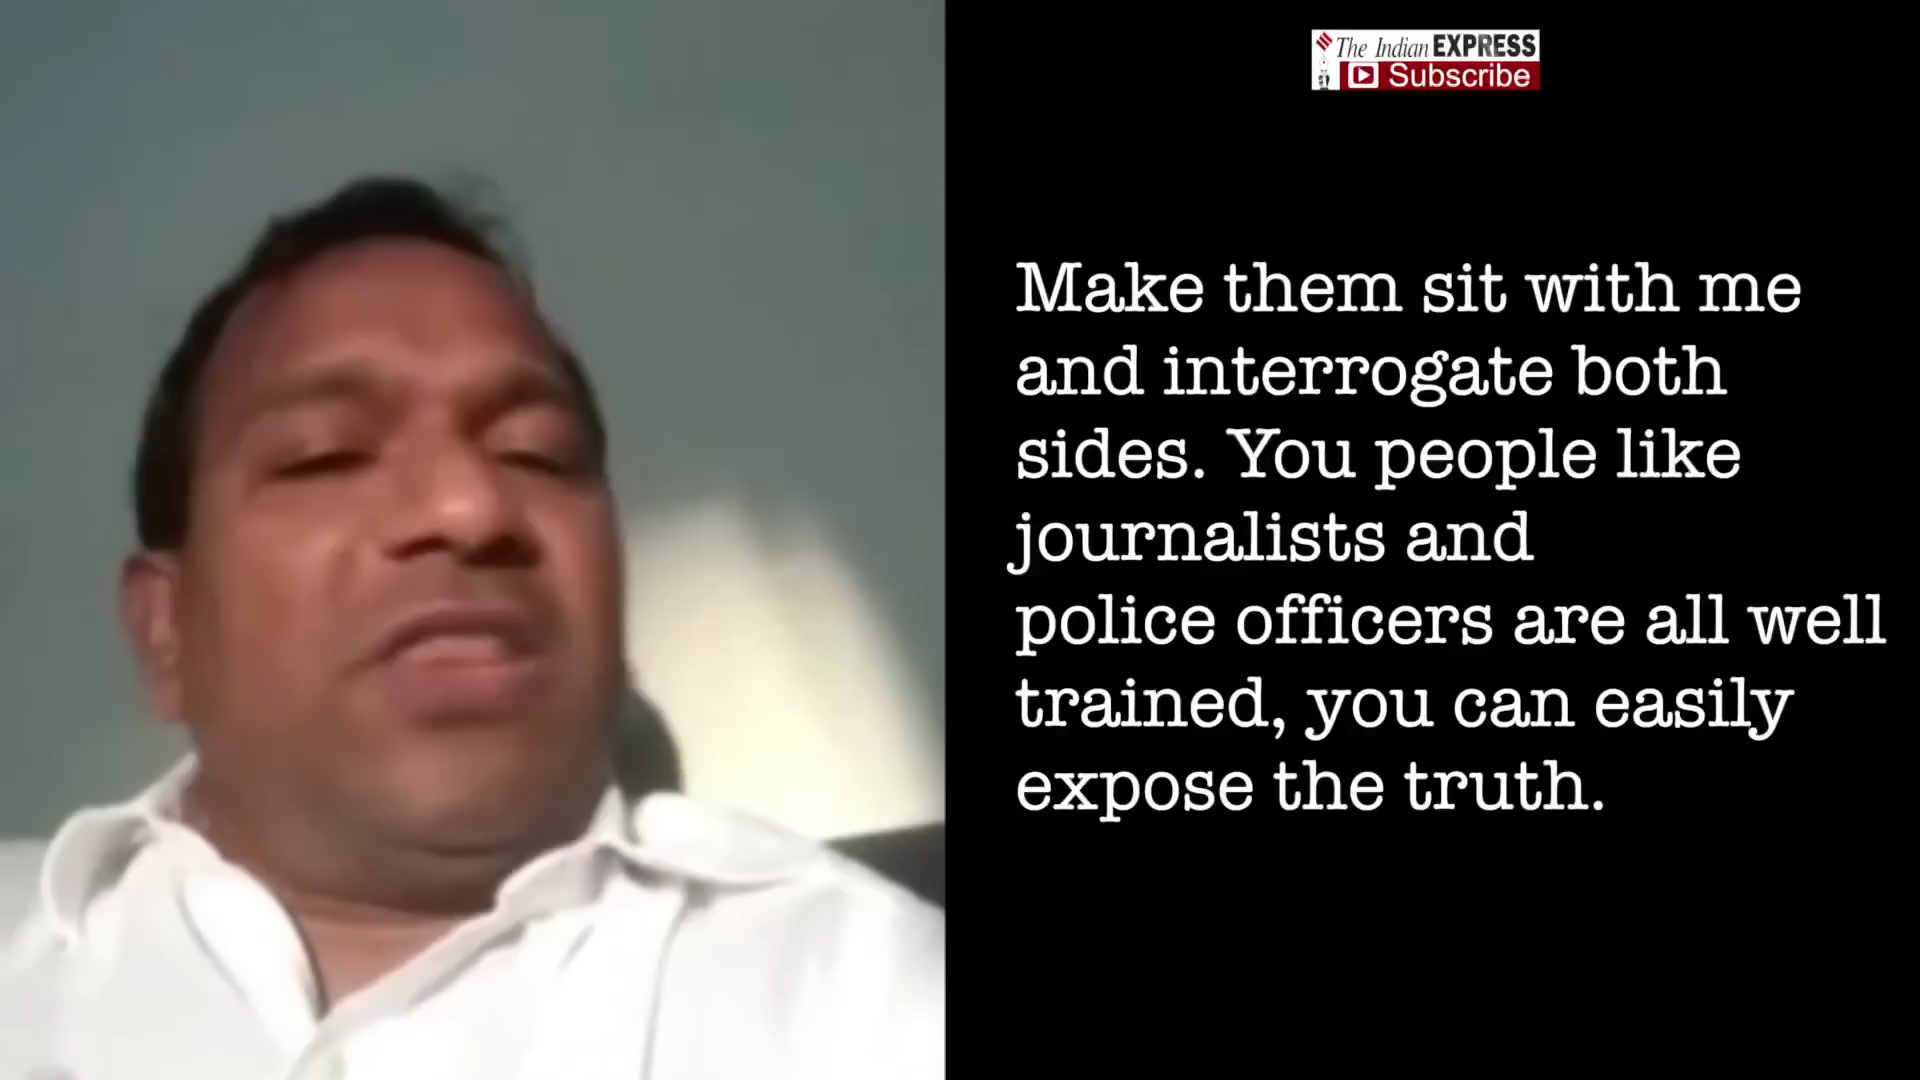 The Indian EXPRESS
Subscribe
Make them sit with me
and interrogate both
sides. You people like
journalists and
police officers are all well
trained, you can easily
expose the truth.